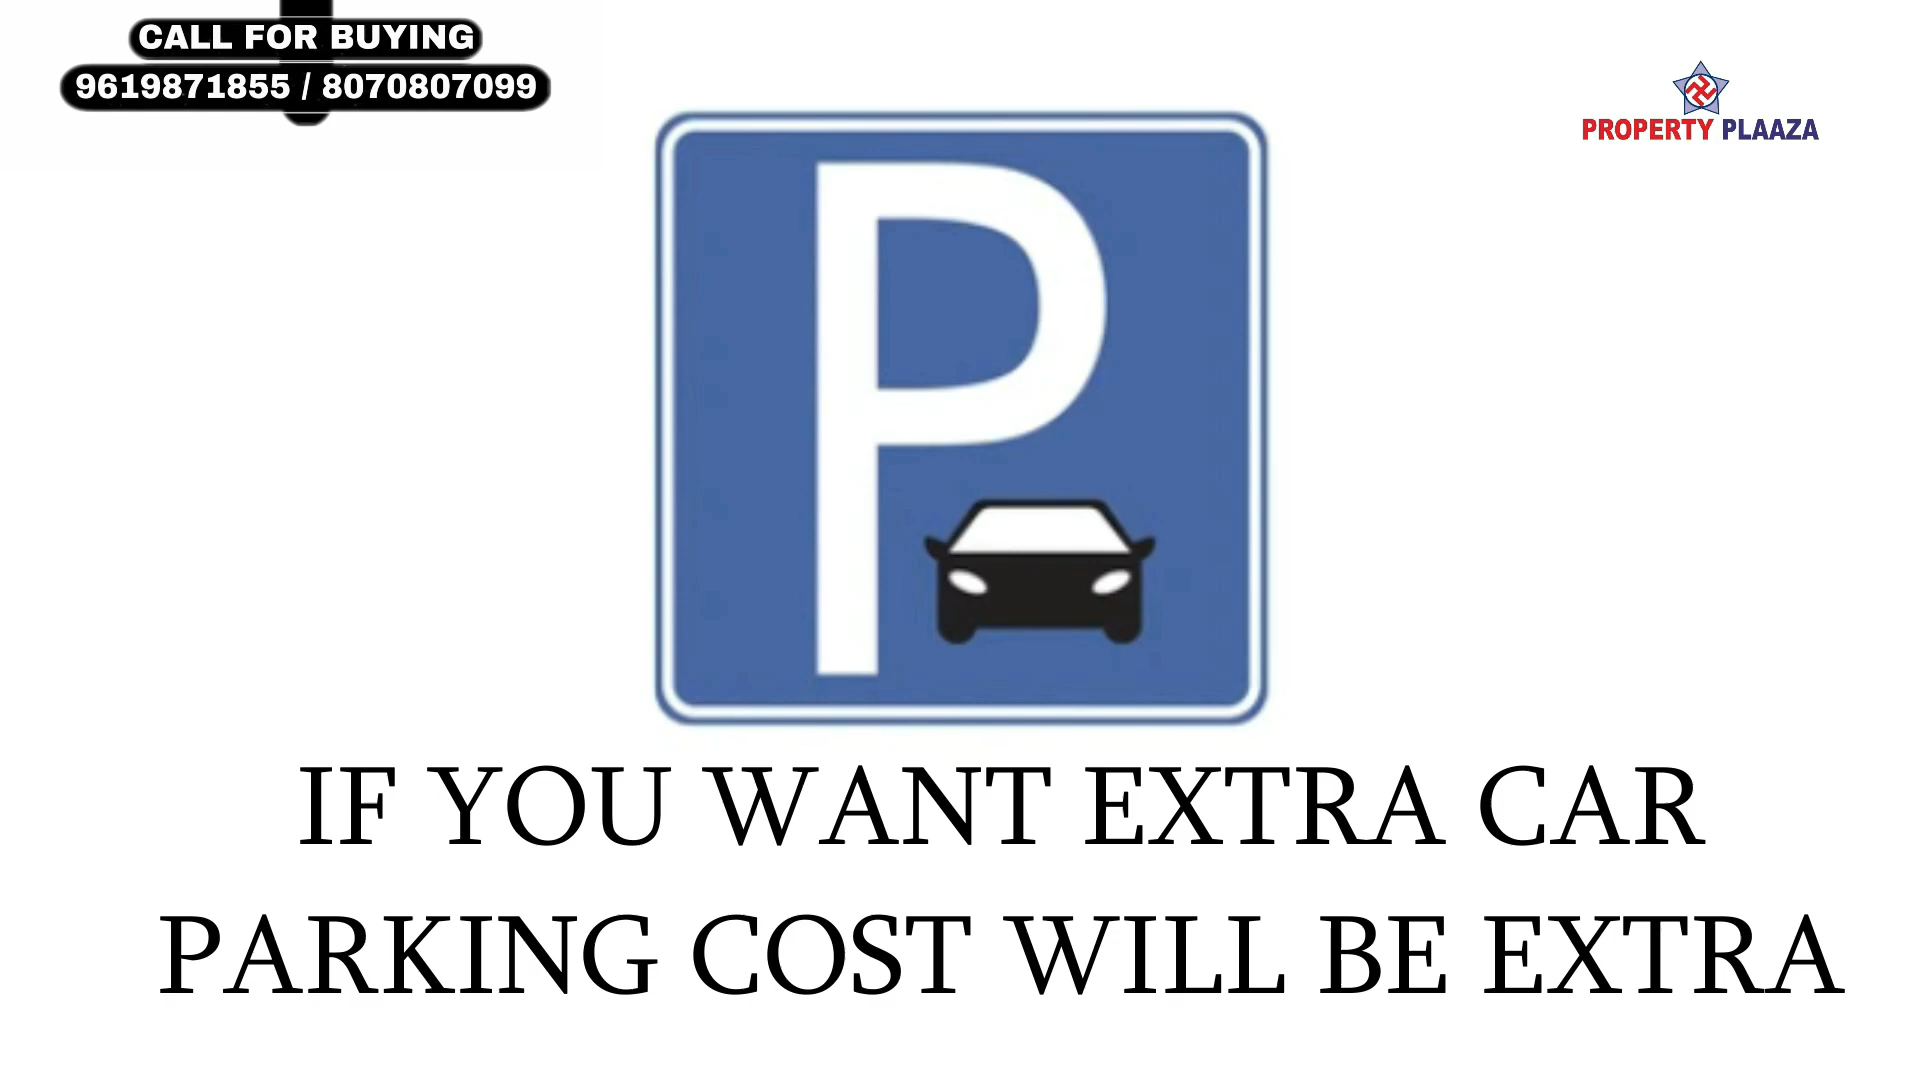 CALL FOR BUYING
9619871855 / 8070807099
PROPERTY PLAAZA
P
IF YOU WANT EXTRA CAR
PARKING COST WILL BE EXTRA